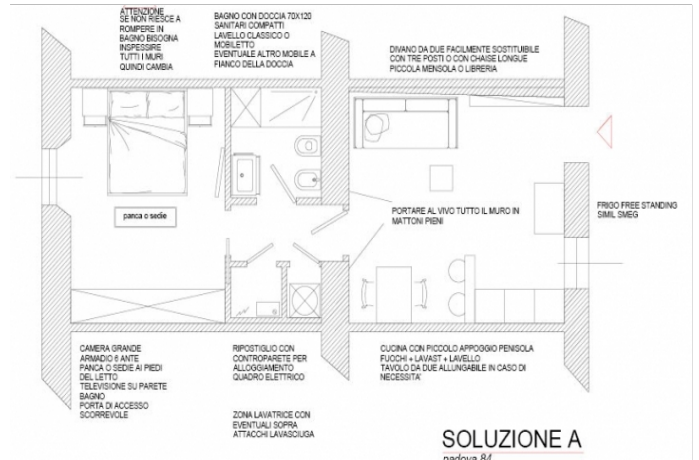 ATTENZIONE
SE NON RIESCE A
ROMPERE IN
BAGNO BISOGNA
INSPESSIRE
TUTTI I MURI
QUINDI CAMBIA
BAGNO CON DOCCIA 70X120
SANITARI COMPATTI
LAVELLO CLASSICO O
MOBILETTO
EVENTUALE ALTRO MOBILE A
FIANCO DELLA DOCCIA
DIVANO DA DUE FACILMENTE SOSTITUIBILE
CON TRE POSTI O CON CHAISE LONGUE
PICCOLA MENSOLA O LIBRERIA
panca o sedie
PORTARE AL VIVO TUTTO IL MURO IN
MATTONI PIENI
FRIGO FREE STANDING
SIMIL SMEG
CAMERA GRANDE
ARMADIO 6 ANTE
PANCA O SEDIE AI PIEDI
DEL LETTO
TELEVISIONE SU PARETE
BAGNO
PORTA DI ACCESSO
SCORREVOLE
RIPOSTIGLIO CON
CONTROPARETE PER
ALLOGGIAMENTO
QUADRO ELETTRICO
ZONA LAVATRICE CON
EVENTUALI SOPRA
ATTACCHI LAVASCIUGA
CUCINA CON PICCOLO APPOGGIO PENISOLA
FUOCHI + LAVAST + LAVELLO
TAVOLO DA DUE ALLUNGABILE IN CASO DI
NECESSITA'
SOLUZIONE A
padova 84